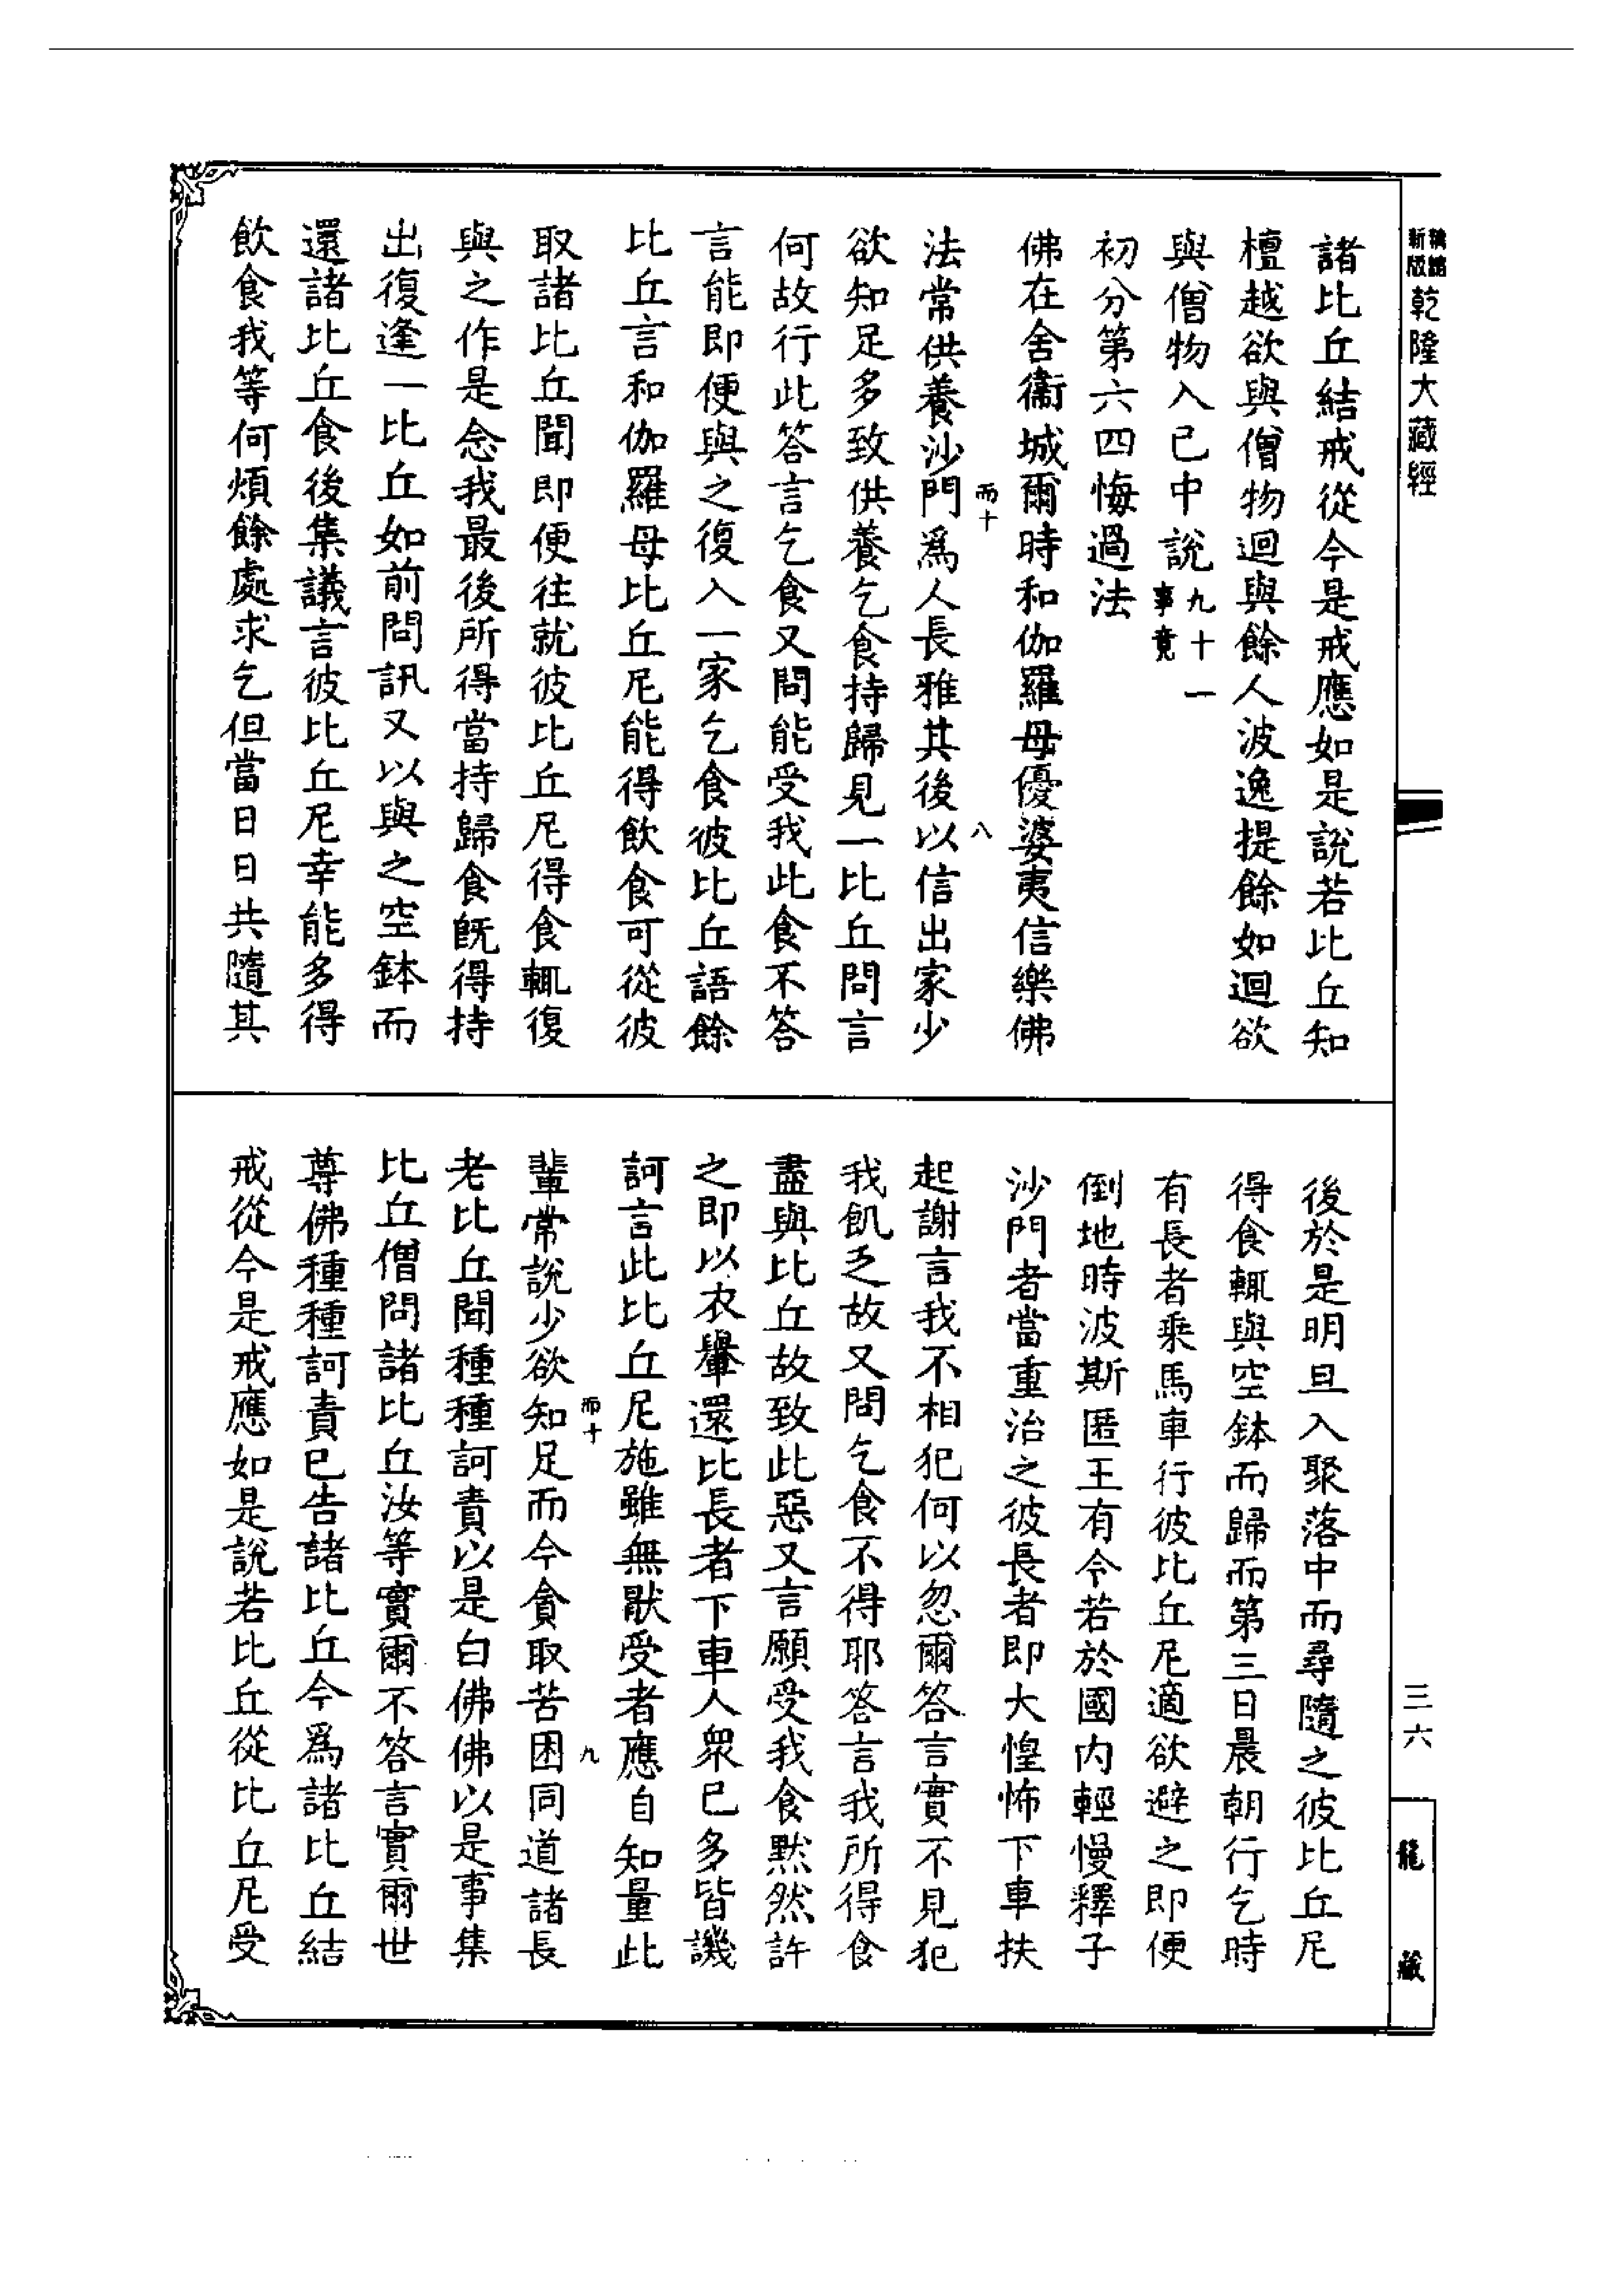 新版
乾隆大藏經
諸比丘結戒從今是戒應如是說若比丘知
檀越欲與僧物迴與餘人波逸提餘如迴欲
與僧物入已中說九十一事竟
初分第六四悔過法
佛在舍衞城爾時和伽羅母優婆夷信樂佛
法常供養沙門爲人長雅其後以信出家少
而十
八
欲知足多致供養乞食持歸見一比丘問言
何故行此答言乞食又問能受我此食不答
言能即便與之復入一家乞食彼比丘語餘
比丘言和伽羅母比丘尼能得飲食可從彼
取諸比丘聞即便往就彼比丘尼得食輒復
與之作是念我最後所得當持歸食旣得持
出復逢一比丘如前問訊又以與之空鉢而
還諸比丘食後集議言彼比丘尼幸能多得
飲食我等何煩餘處求乞但當日日共隨其
後於是明旦入聚落中而尋隨之彼比丘尼
得食輒與空鉢而歸而第三日晨朝行乞時
有長者乘馬車行彼比丘尼適欲避之即便
倒地時波斯匿王有令若於國内輕慢釋子
沙門者當重治之彼長者即大惶怖下車扶
起謝言我不相犯何以忽爾答言實不見犯
我飢乏故又問乞食不得耶答言我所得食
盡與比丘故致此惡又言願受我食默然許
之即以衣轝還比長者下車人衆已多皆譏
訶言此比丘尼施雖無猒受者應自知量此
輩常說少欲知足而今貪取苦困同道諸長
而十
九
老比丘聞種種訶責以是白佛佛以是事集
比丘僧問諸比丘汝等實爾不答言實爾世
尊佛種種訶責已告諸比丘今爲諸比丘結
戒從今是戒應如是說若比丘從比丘尼受
三六
龍藏